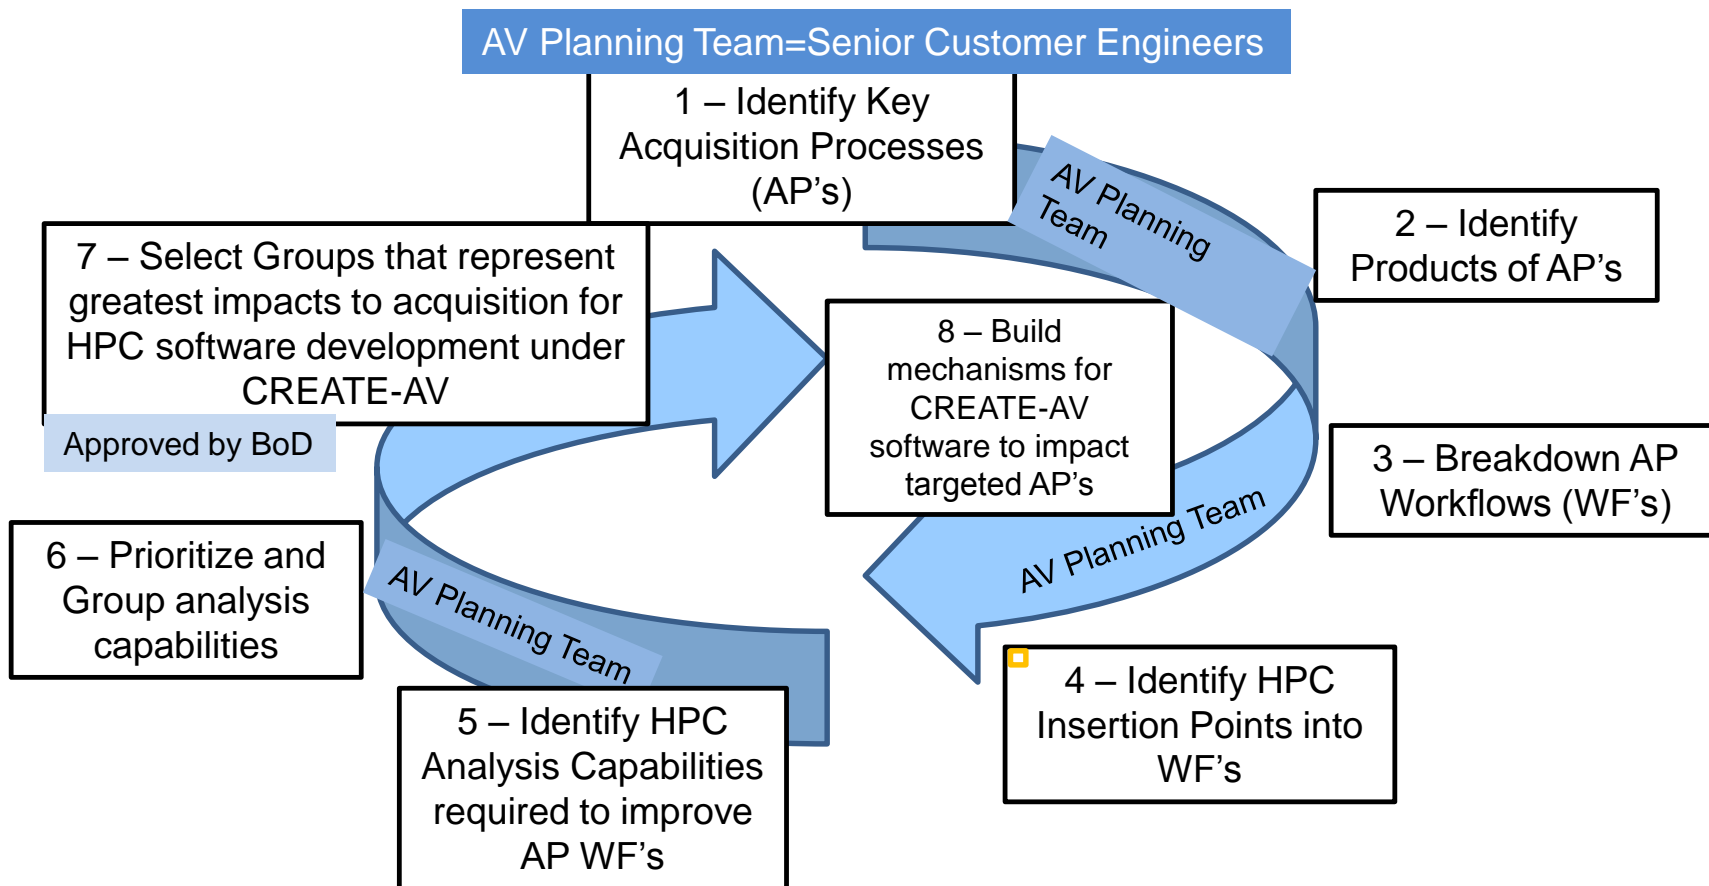 AV Planning Team=Senior Customer Engineers
1 – Identify Key
Acquisition Processes
(AP's)
AV Planning
Team
2 – Identify
Products of AP's
3 – Breakdown AP
Workflows (WF's)
AV Planning Team
4 – Identify HPC
Insertion Points into
WF's
5 – Identify HPC
Analysis Capabilities
required to improve
AP WF's
AV Planning Team
6 – Prioritize and
Group analysis
capabilities
7 – Select Groups that represent
greatest impacts to acquisition for
HPC software development under
CREATE-AV
Approved by BoD
8 – Build
mechanisms for
CREATE-AV
software to impact
targeted AP's